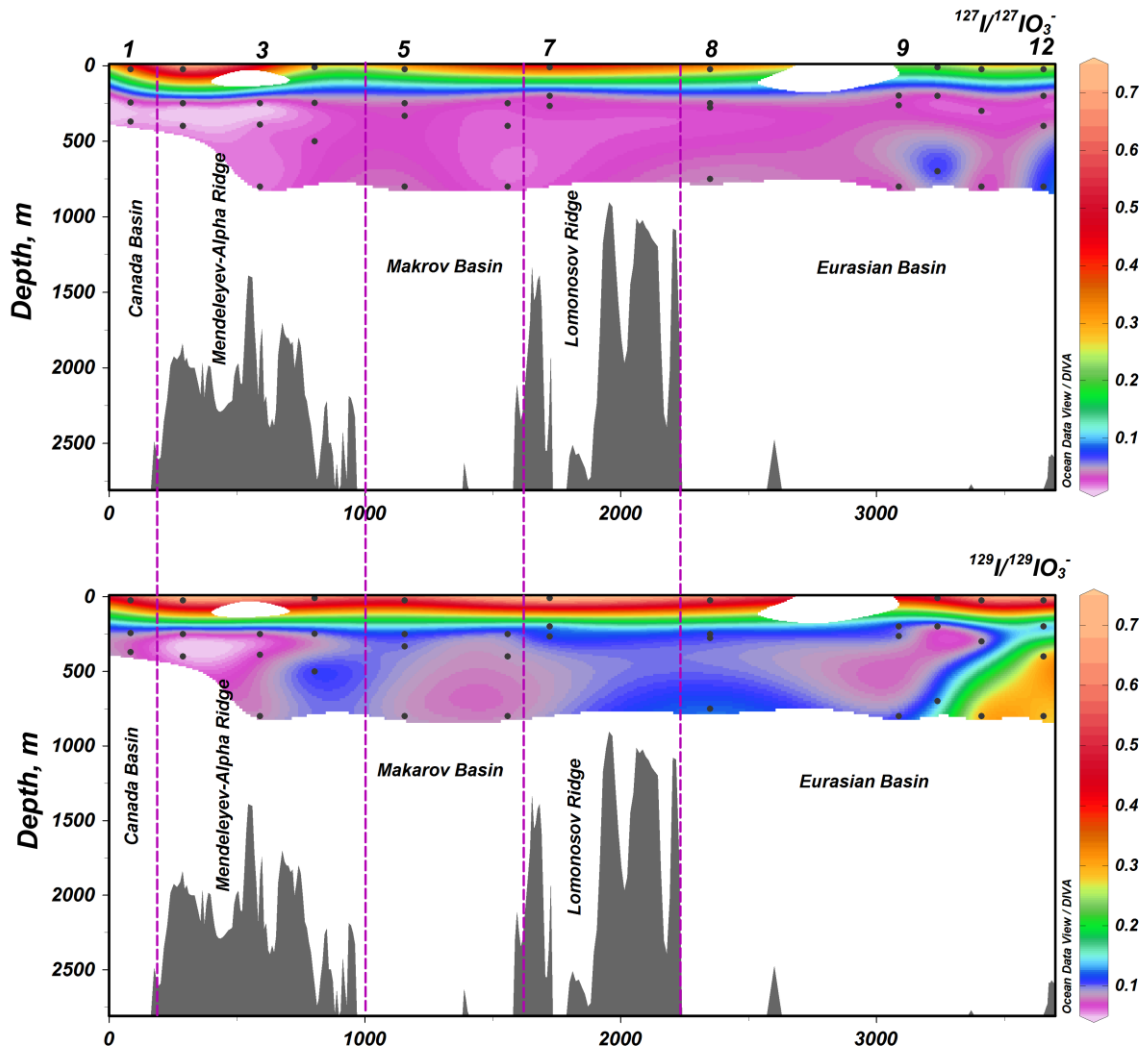 ¹²⁷I/¹²⁷IO₃⁻
1 3 5 7 8 9 12
0
500
1000
1500
2000
2500
Depth, m
Canada Basin
Mendeleyev-Alpha Ridge
Makrov Basin
Lomonosov Ridge
Eurasian Basin
Ocean Data View / DIVA
0.7
0.6
0.5
0.4
0.3
0.2
0.1
0 1000 2000 3000
¹²⁹I/¹²⁹IO₃⁻
0
500
1000
1500
2000
2500
Depth, m
Canada Basin
Mendeleyev-Alpha Ridge
Makarov Basin
Lomonosov Ridge
Eurasian Basin
Ocean Data View / DIVA
0.7
0.6
0.5
0.4
0.3
0.2
0.1
0 1000 2000 3000